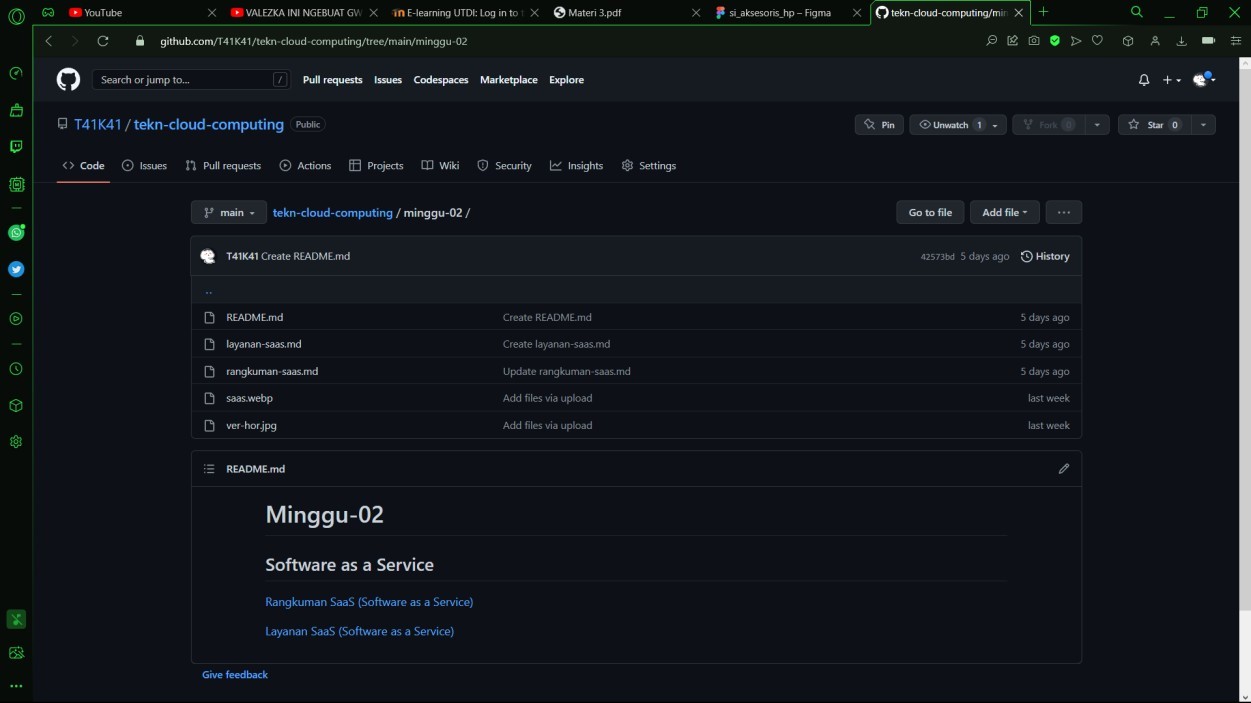 YouTube
VALEZKA INI NGEBUAT GW
E-learning UTDI: Log in to t
Materi 3.pdf
si_aksesoris_hp – Figma
tekn-cloud-computing/min
github.com/T41K41/tekn-cloud-computing/tree/main/minggu-02
Search or jump to...
/
Pull requests
Issues
Codespaces
Marketplace
Explore
T41K41 / tekn-cloud-computing
Public
Pin
Unwatch 1
Fork 0
Star 0
Code
Issues
Pull requests
Actions
Projects
Wiki
Security
Insights
Settings
main
tekn-cloud-computing / minggu-02 /
Go to file
Add file
...
T41K41 Create README.md
42573bd 5 days ago
History
..
README.md Create README.md 5 days ago
layanan-saas.md Create layanan-saas.md 5 days ago
rangkuman-saas.md Update rangkuman-saas.md 5 days ago
saas.webp Add files via upload last week
ver-hor.jpg Add files via upload last week
README.md
Minggu-02
Software as a Service
Rangkuman SaaS (Software as a Service)
Layanan SaaS (Software as a Service)
Give feedback